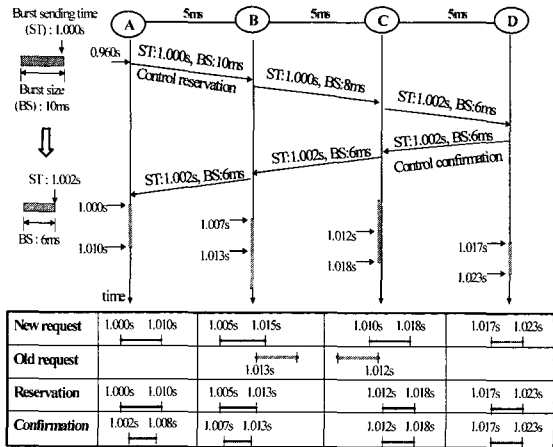 Burst sending time
(ST) : 1.000s
Burst size
(BS) : 10ms
ST : 1.002s
BS : 6ms
A
5ms
B
5ms
C
5ms
D
0.960s
ST:1.000s, BS:10ms
Control reservation
ST:1.000s, BS:8ms
ST:1.002s, BS:6ms
ST:1.002s, BS:6ms
Control confirmation
ST:1.002s, BS:6ms
ST:1.002s, BS:6ms
1.000s
1.010s
1.007s
1.013s
1.012s
1.018s
1.017s
1.023s
time
New request 1.000s 1.010s 1.005s 1.015s 1.010s 1.018s 1.017s 1.023s
Old request 1.013s 1.012s
Reservation 1.000s 1.010s 1.005s 1.013s 1.012s 1.018s 1.017s 1.023s
Confirmation 1.002s 1.008s 1.007s 1.013s 1.012s 1.018s 1.017s 1.023s